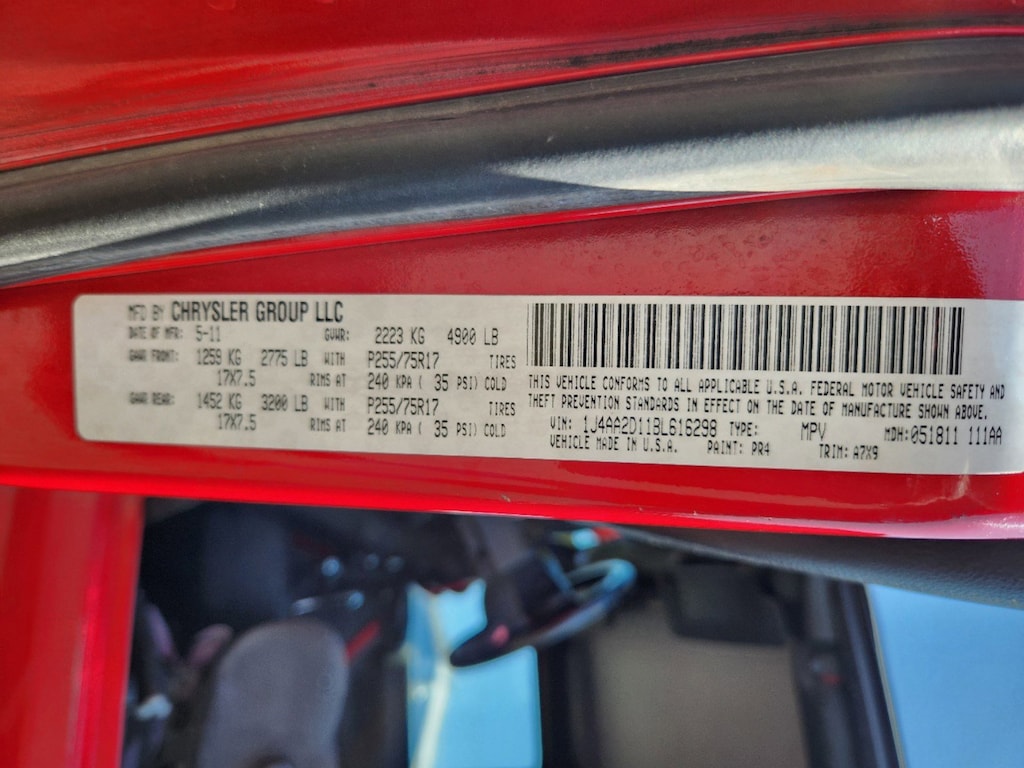 MFD BY CHRYSLER GROUP LLC
DATE OF MFR: 5-11 GVWR: 2223 KG 4900 LB
GAWR FRONT: 1259 KG 2775 LB WITH P255/75R17 TIRES
17X7.5 RIMS AT 240 KPA ( 35 PSI) COLD
GAWR REAR: 1452 KG 3200 LB WITH P255/75R17 TIRES
17X7.5 RIMS AT 240 KPA ( 35 PSI) COLD
THIS VEHICLE CONFORMS TO ALL APPLICABLE U.S.A. FEDERAL MOTOR VEHICLE SAFETY AND
THEFT PREVENTION STANDARDS IN EFFECT ON THE DATE OF MANUFACTURE SHOWN ABOVE.
VIN: 1J4AA2D11BL616298 TYPE: MPV MDH:051811 111AA
VEHICLE MADE IN U.S.A. PAINT: PR4 TRIM: A7X9